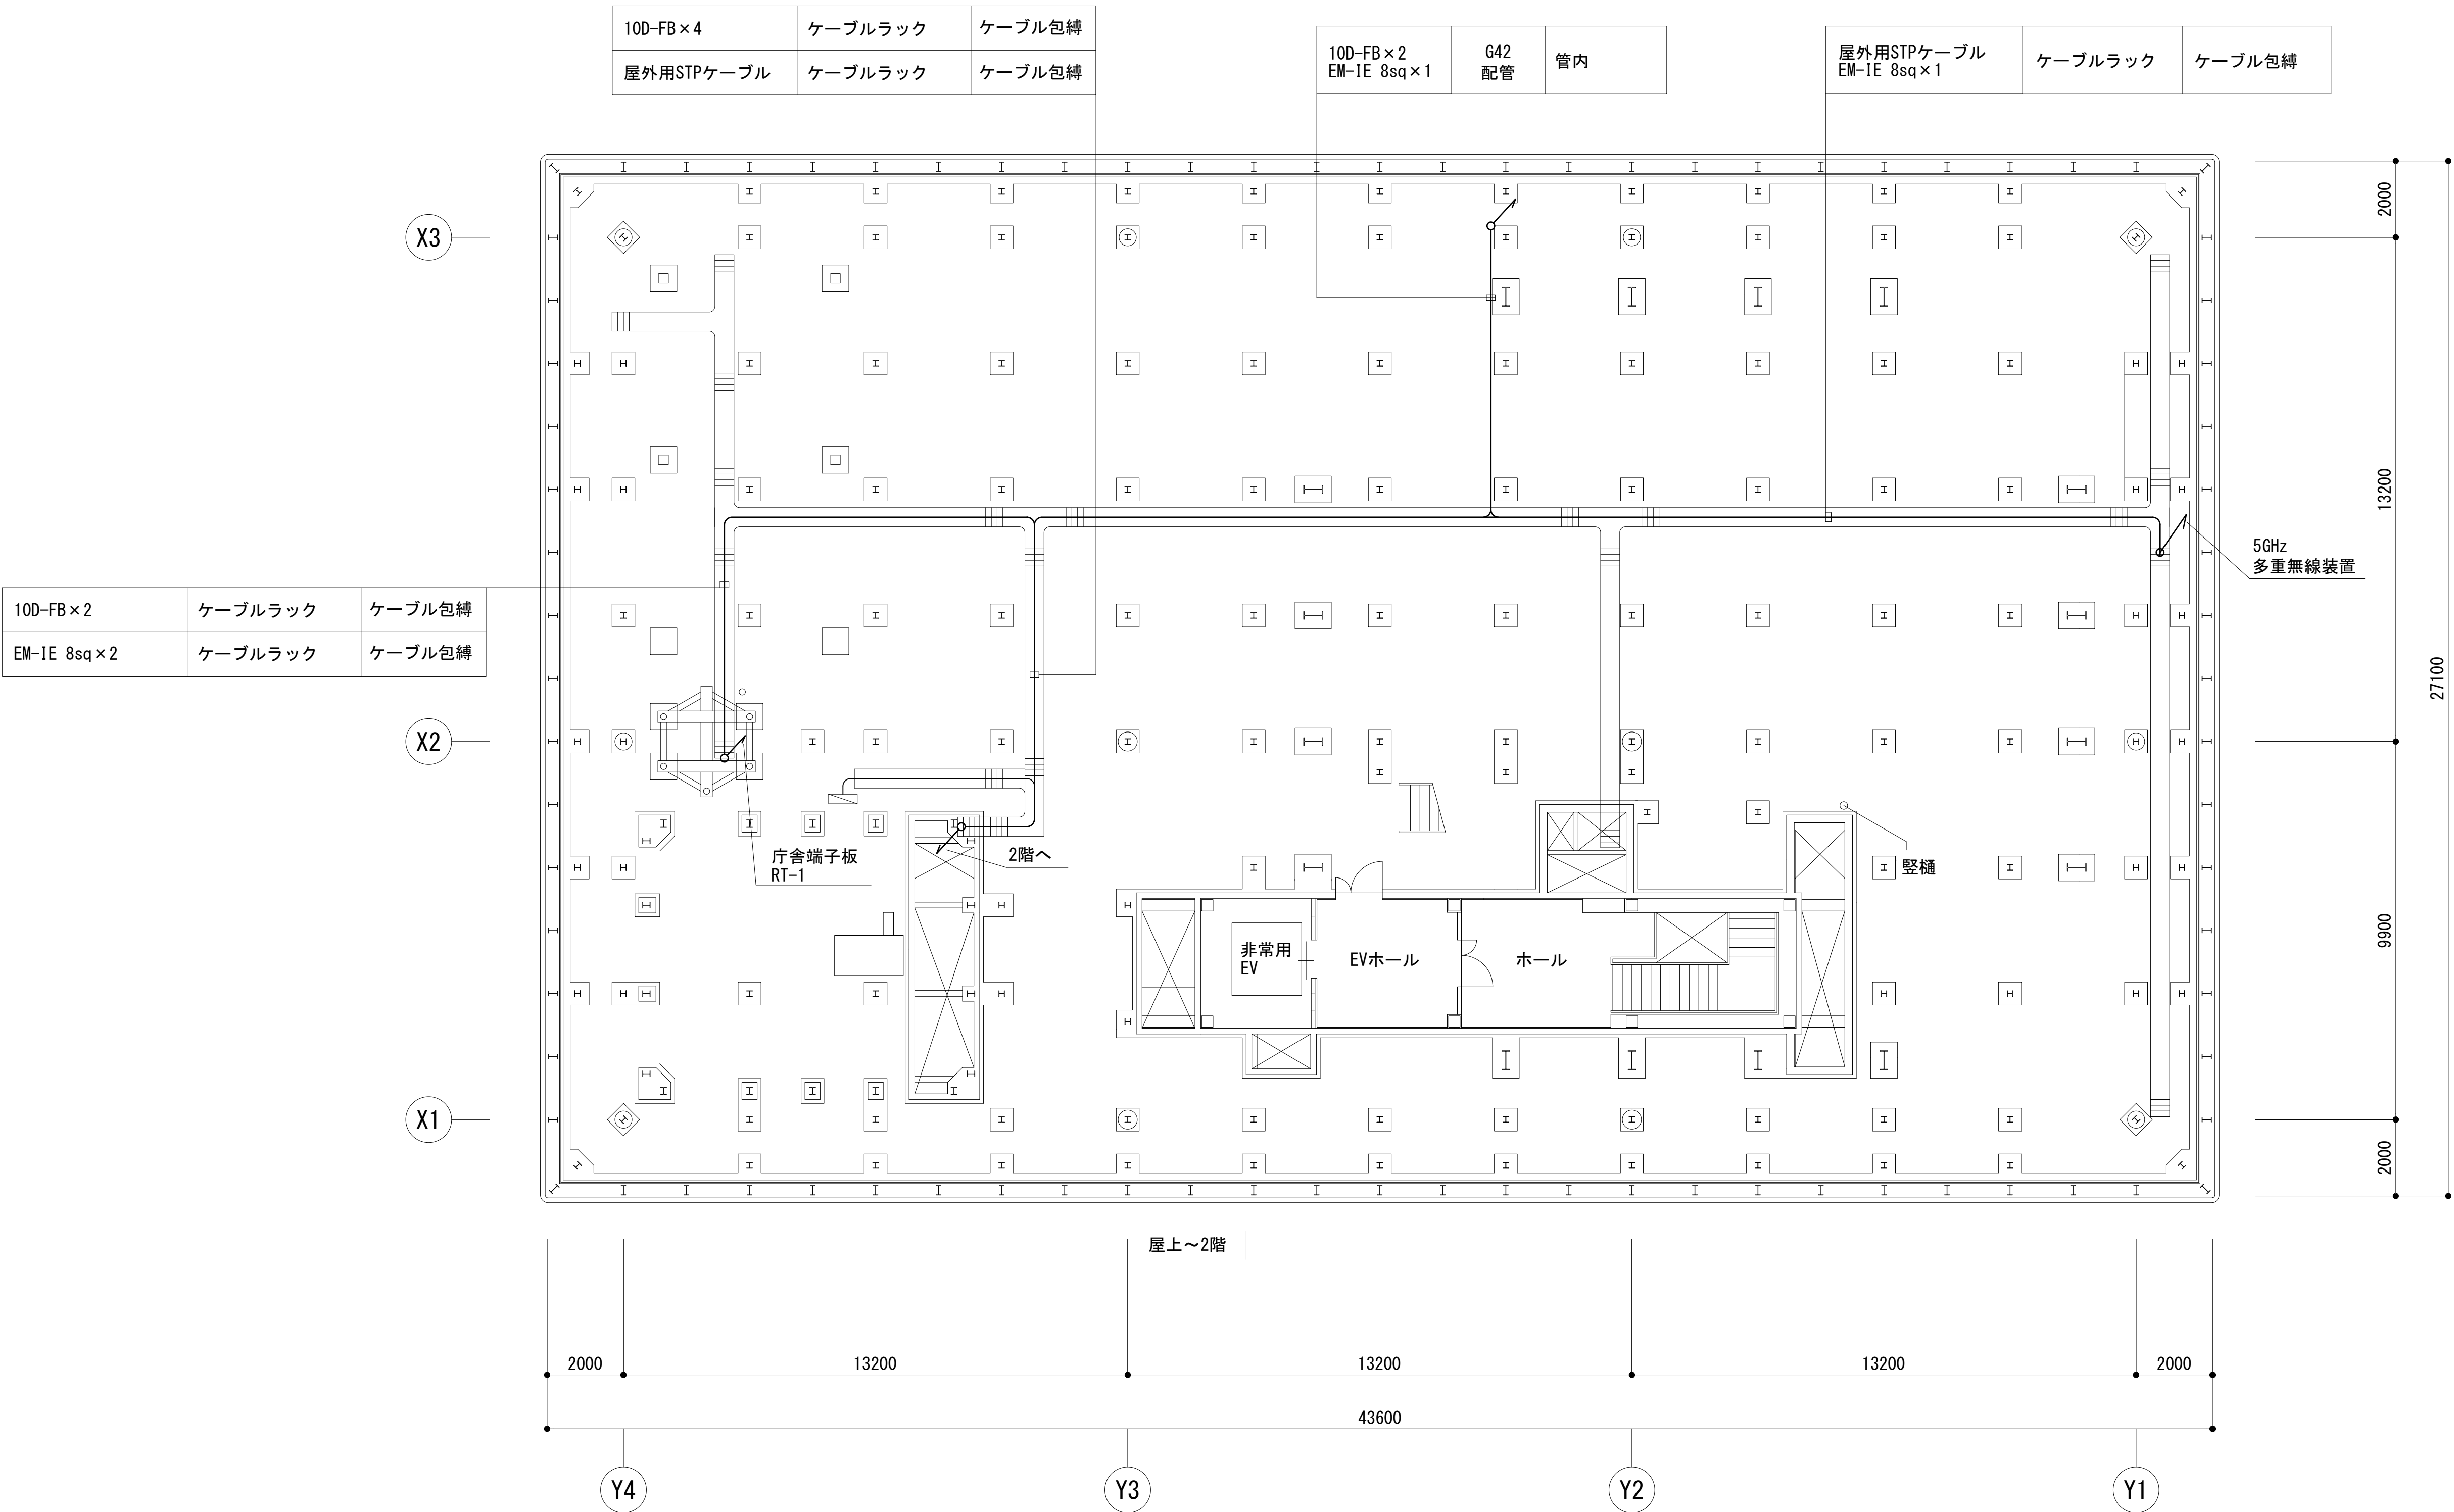 10D-FB×4 ケーブルラック ケーブル包縛
屋外用STPケーブル ケーブルラック ケーブル包縛
10D-FB×2
EM-IE 8sq×1
G42
配管
管内
屋外用STPケーブル
EM-IE 8sq×1
ケーブルラック
ケーブル包縛
X3
2000
13200
5GHz
多重無線装置
10D-FB×2 ケーブルラック ケーブル包縛
EM-IE 8sq×2 ケーブルラック ケーブル包縛
27100
X2
庁舎端子板
RT-1
2階へ
竪樋
9900
非常用
EV
EVホール
ホール
X1
2000
屋上～2階
2000 13200 13200 13200 2000
43600
Y4 Y3 Y2 Y1